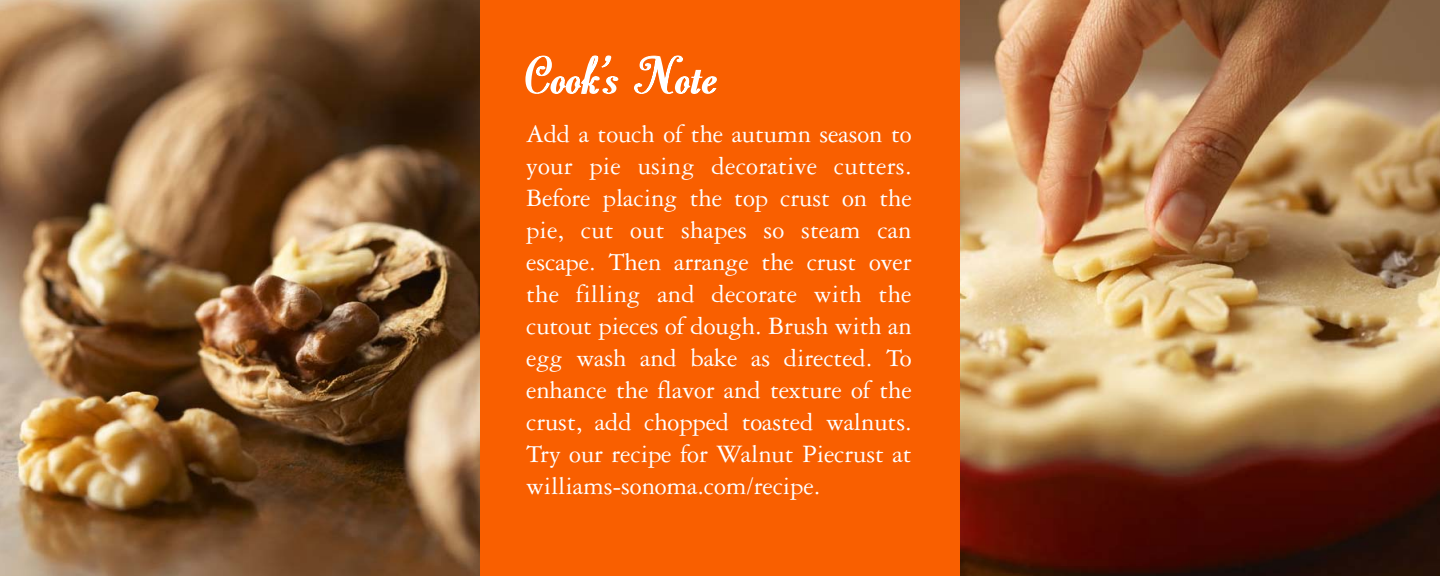 Cook's Note
Add a touch of the autumn season to
your pie using decorative cutters.
Before placing the top crust on the
pie, cut out shapes so steam can
escape. Then arrange the crust over
the filling and decorate with the
cutout pieces of dough. Brush with an
egg wash and bake as directed. To
enhance the flavor and texture of the
crust, add chopped toasted walnuts.
Try our recipe for Walnut Piecrust at
williams-sonoma.com/recipe.